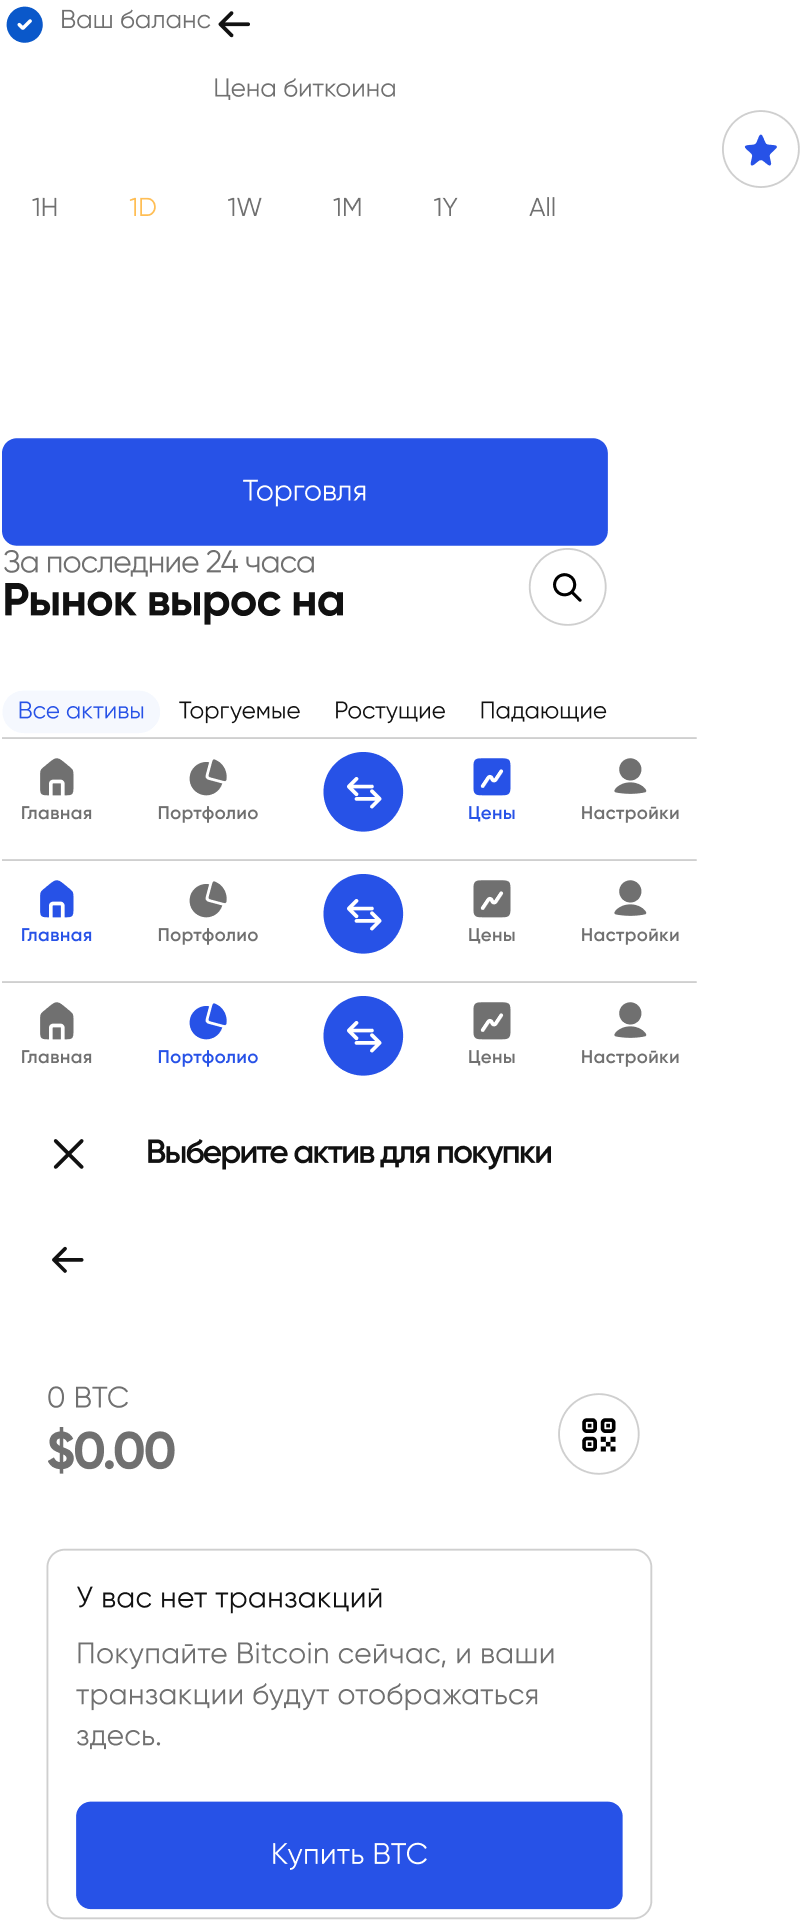 Ваш баланс
Цена биткоина
1H 1D 1W 1M 1Y All
Торговля
За последние 24 часа
Рынок вырос на
Все активы Торгуемые Ростущие Падающие
Главная Портфолио Цены Настройки
Главная Портфолио Цены Настройки
Главная Портфолио Цены Настройки
Выберите актив для покупки
0 BTC
$0.00
У вас нет транзакций
Покупайте Bitcoin сейчас, и ваши
транзакции будут отображаться
здесь.
Купить BTC